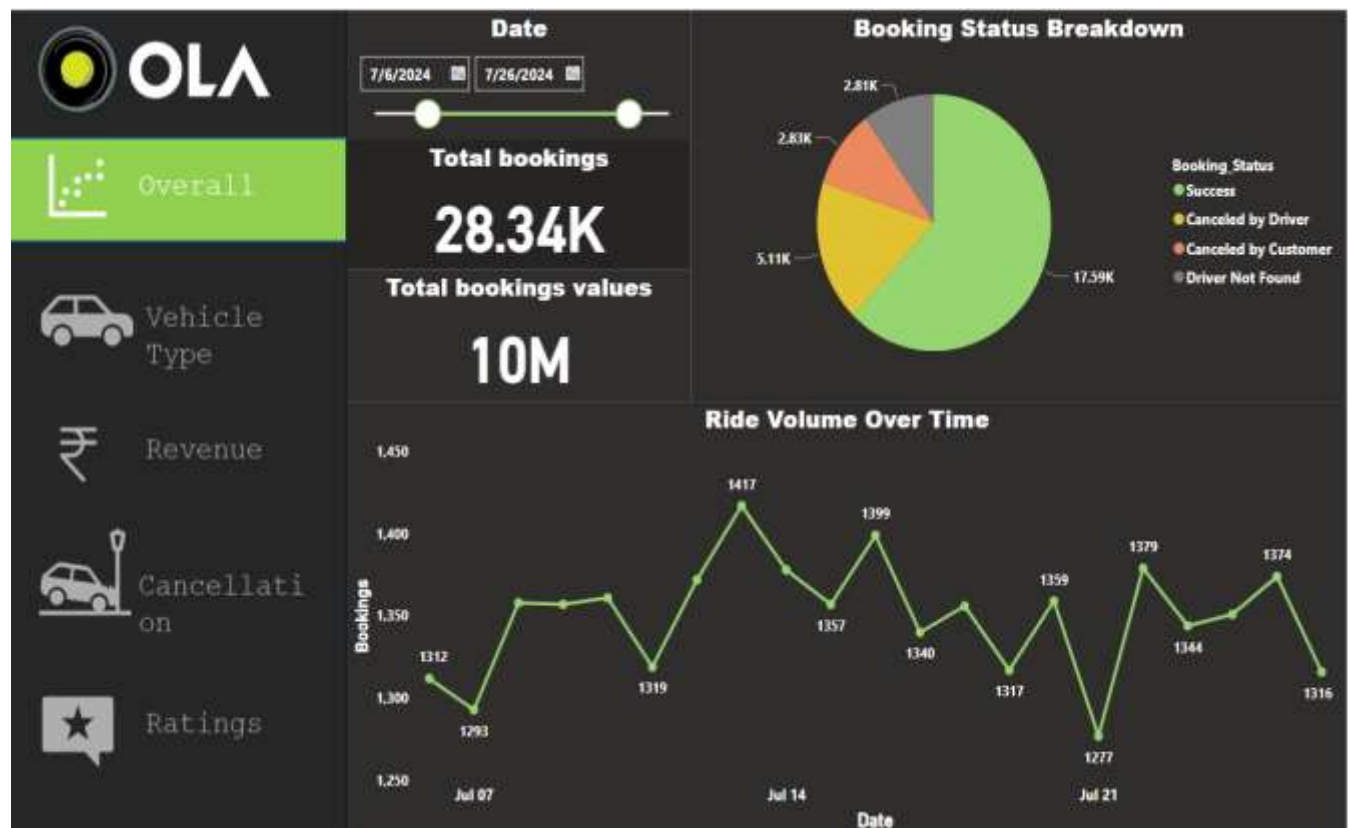 OLA
Overall
Vehicle
Type
Revenue
Cancellati
on
Ratings
Date
7/6/2024
7/26/2024
Total bookings
28.34K
Total bookings values
10M
Booking Status Breakdown
2.81K
2.83K
5.11K
17.59K
Booking_Status
Success
Canceled by Driver
Canceled by Customer
Driver Not Found
Ride Volume Over Time
Bookings
1,450
1,400
1,350
1,300
1,250
1312
1293
1319
1417
1357
1399
1340
1317
1359
1277
1379
1344
1374
1316
Jul 07
Jul 14
Jul 21
Date